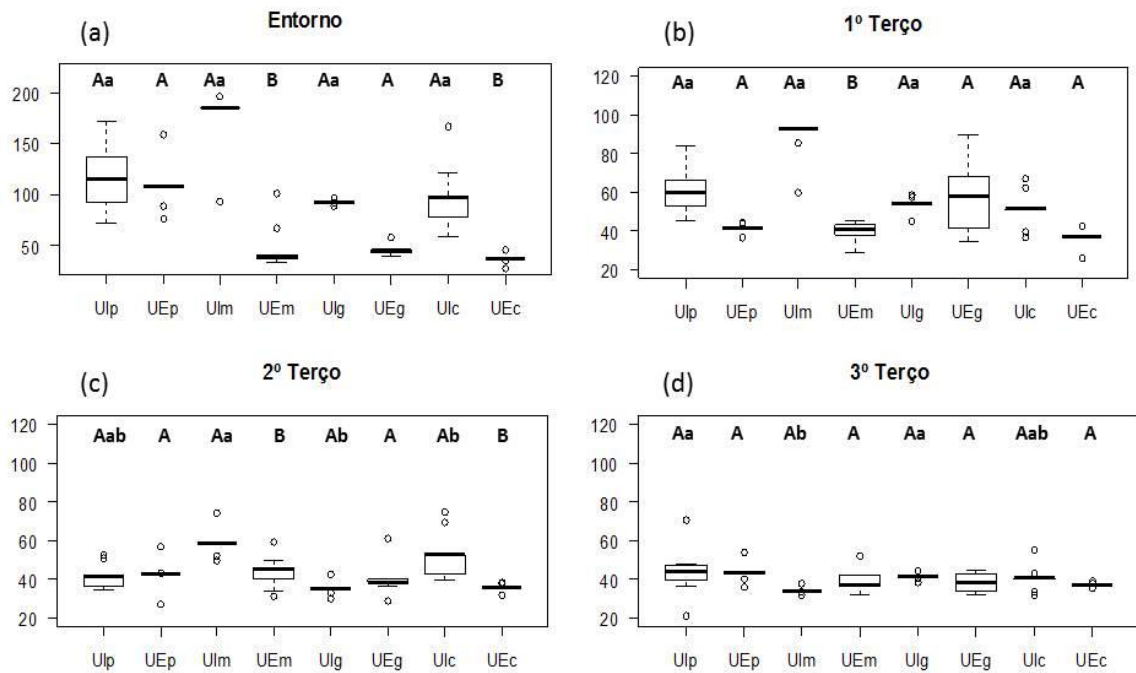 (a) Entorno
Aa A Aa B Aa A Aa B
200
150
100
50
UIp UEp UIm UEm UIg UEg UIc UEc
(b) 1º Terço
Aa A Aa B Aa A Aa A
120
100
80
60
40
20
UIp UEp UIm UEm UIg UEg UIc UEc
(c) 2º Terço
Aab A Aa B Ab A Ab B
120
100
80
60
40
20
UIp UEp UIm UEm UIg UEg UIc UEc
(d) 3º Terço
Aa A Ab A Aa A Aab A
120
100
80
60
40
20
UIp UEp UIm UEm UIg UEg UIc UEc